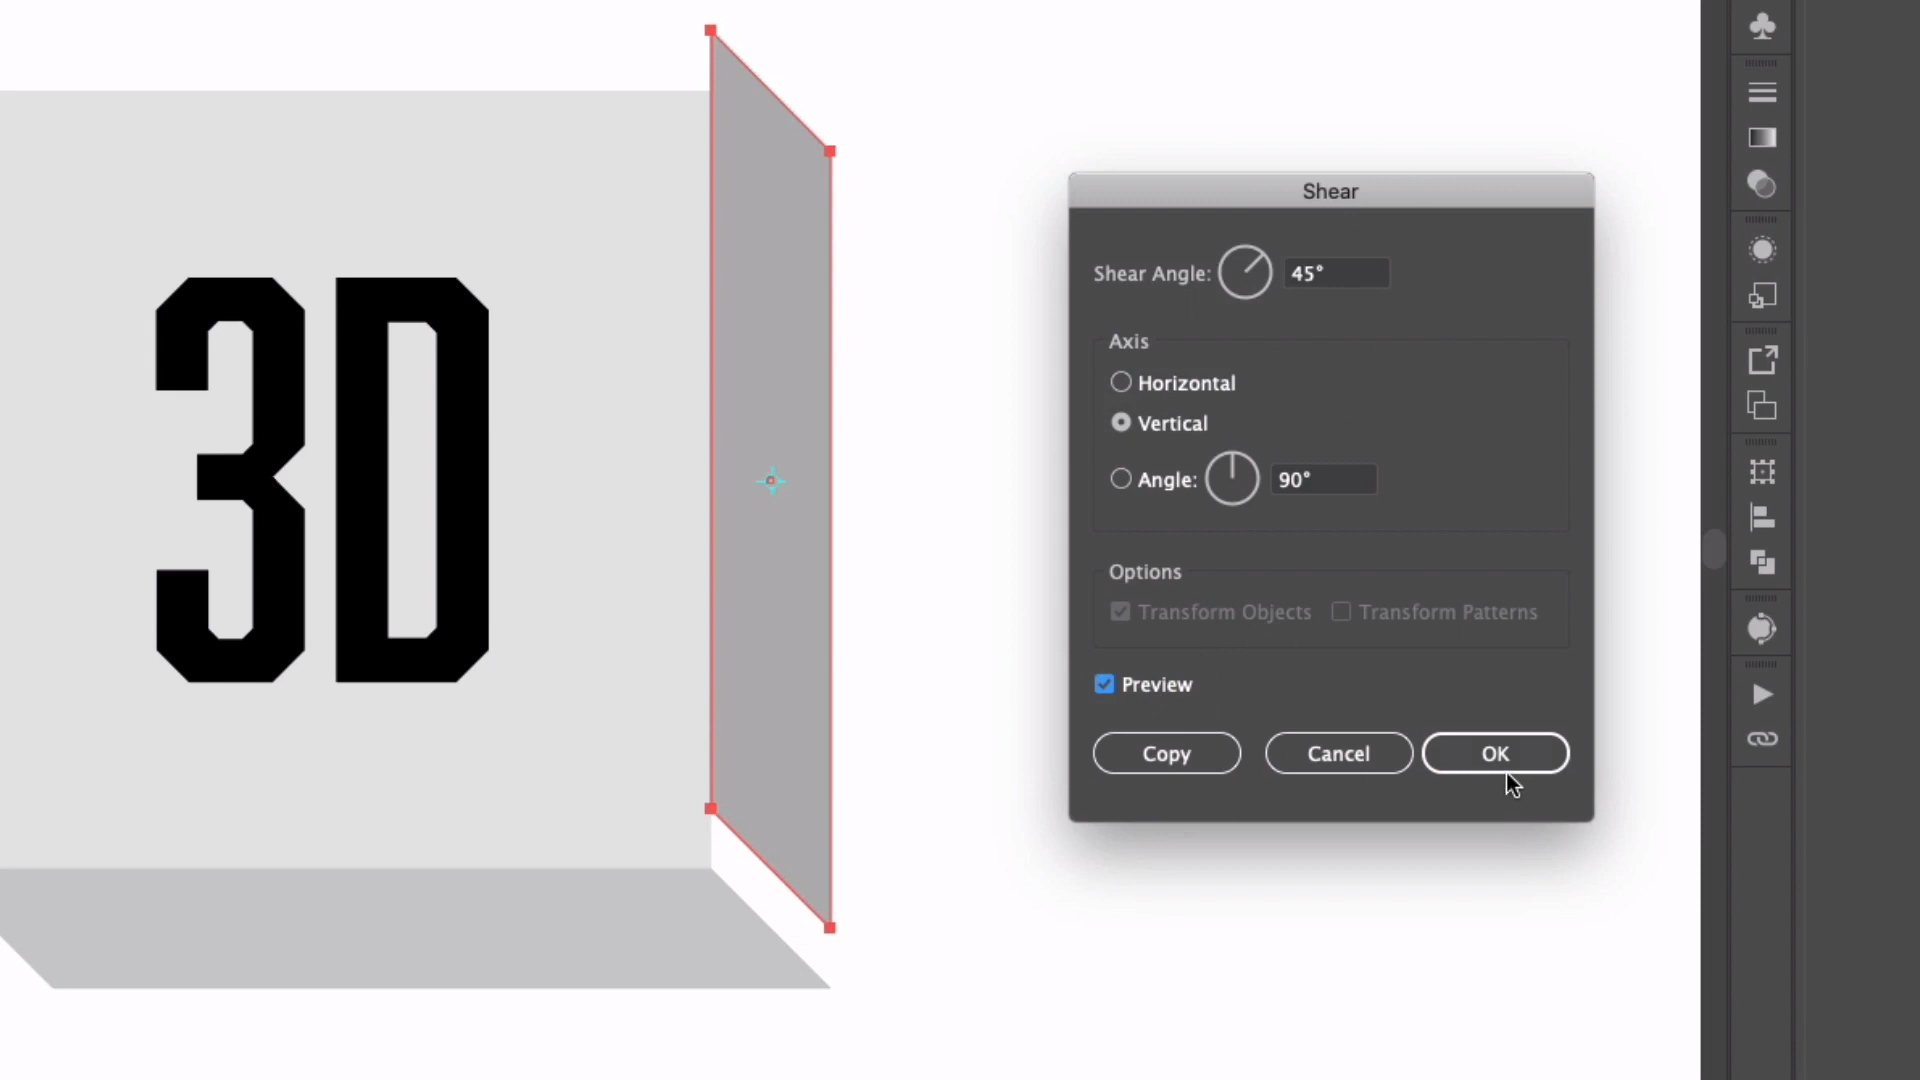 3D
Shear
Shear Angle: 45°
Axis
Horizontal
Vertical
Angle: 90°
Options
Transform Objects Transform Patterns
Preview
Copy Cancel OK